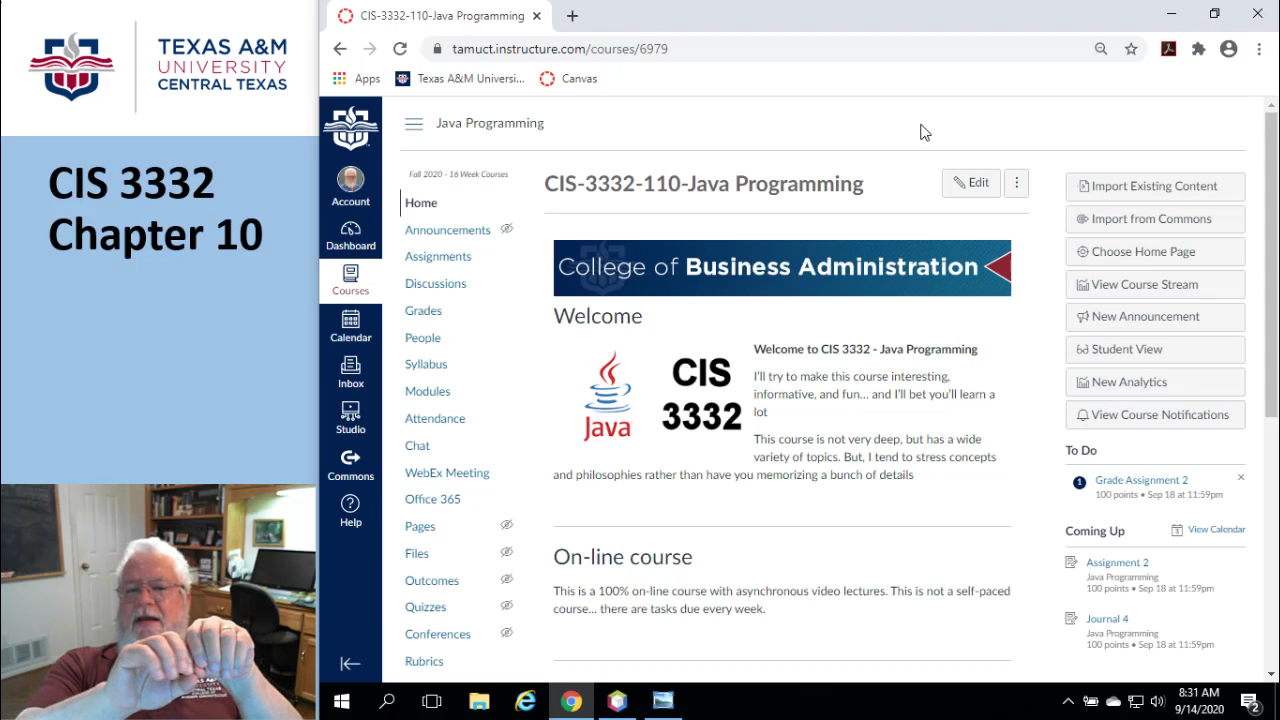 TEXAS A&M
UNIVERSITY
CENTRAL TEXAS
CIS 3332
Chapter 10
CIS-3332-110-Java Programming
tamuct.instructure.com/courses/6979
Apps
Texas A&M Universi...
Canvas
Account
Dashboard
Courses
Calendar
Inbox
Studio
Commons
Help
Java Programming
Fall 2020 - 16 Week Courses
Home
Announcements
Assignments
Discussions
Grades
People
Syllabus
Modules
Attendance
Chat
WebEx Meeting
Office 365
Pages
Files
Outcomes
Quizzes
Conferences
Rubrics
CIS-3332-110-Java Programming
Edit
College of Business Administration
Welcome
Java
CIS
3332
Welcome to CIS 3332 - Java Programming
I'll try to make this course interesting,
informative, and fun... and I'll bet you'll learn a
lot
This course is not very deep, but has a wide
variety of topics. But, I tend to stress concepts
and philosophies rather than have you memorizing a bunch of details
On-line course
This is a 100% on-line course with asynchronous video lectures. This is not a self-paced
course... there are tasks due every week.
Import Existing Content
Import from Commons
Choose Home Page
View Course Stream
New Announcement
Student View
New Analytics
View Course Notifications
To Do
1
Grade Assignment 2
100 points • Sep 18 at 11:59pm
Coming Up
View Calendar
Assignment 2
Java Programming
100 points • Sep 18 at 11:59pm
Journal 4
Java Programming
100 points • Sep 18 at 11:59pm
8:31 AM
9/14/2020
2